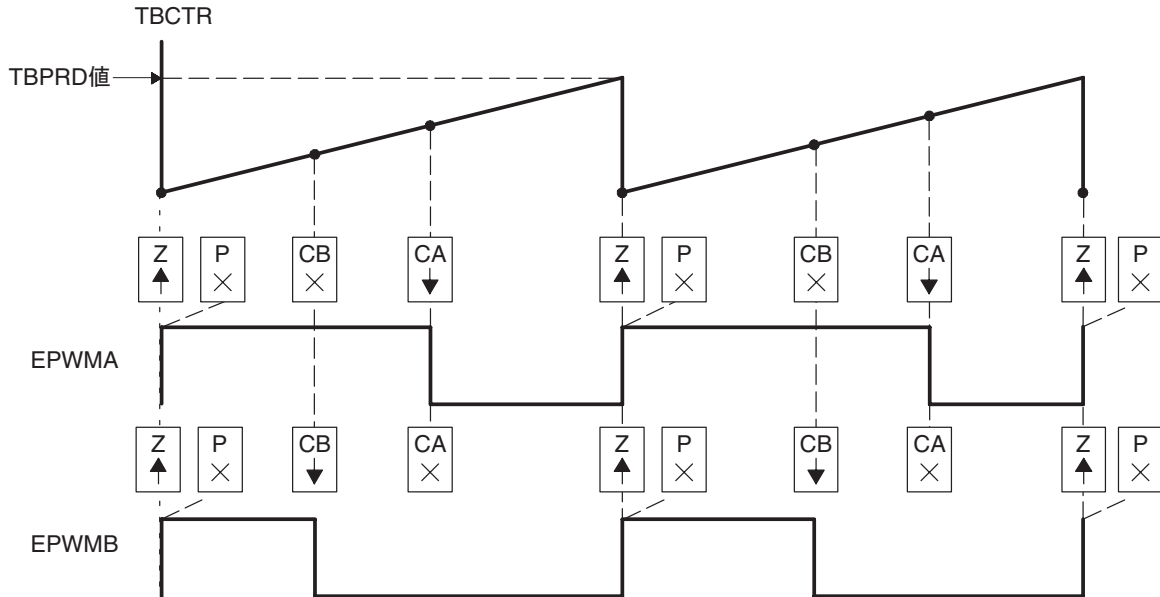 TBCTR
TBPRD値
Z P CB CA Z P CB CA Z P
EPWMA
Z P CB CA Z P CB CA Z P
EPWMB